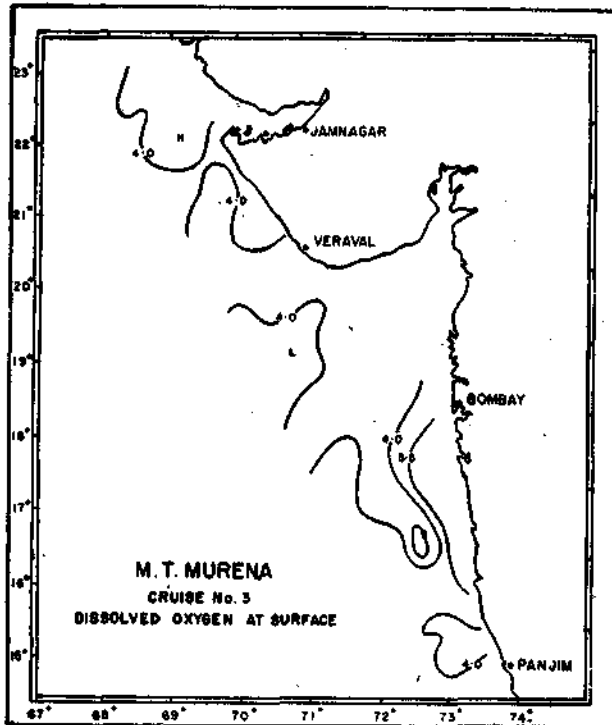 23°
22°
21°
20°
19°
18°
17°
16°
15°
H
4·0
JAMNAGAR
4·0
VERAVAL
4·0
L
BOMBAY
4·0
M.T. MURENA
CRUISE No. 3
DISSOLVED OXYGEN AT SURFACE
4·0
PANJIM
67° 68° 69° 70° 71° 72° 73° 74°